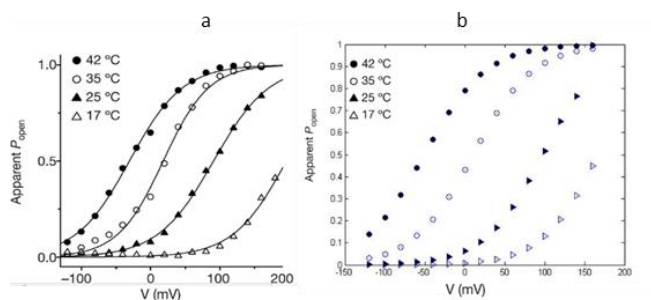 a
1.0
0.5
0.0
Apparent Popen
42 ºC
35 ºC
25 ºC
17 ºC
-100
0
100
200
V (mV)
b
1
0.9
0.8
0.7
0.6
0.5
0.4
0.3
0.2
0.1
0
Apparent Popen
42 ºC
35 ºC
25 ºC
17 ºC
-150
-100
-50
0
50
100
150
200
V (mV)